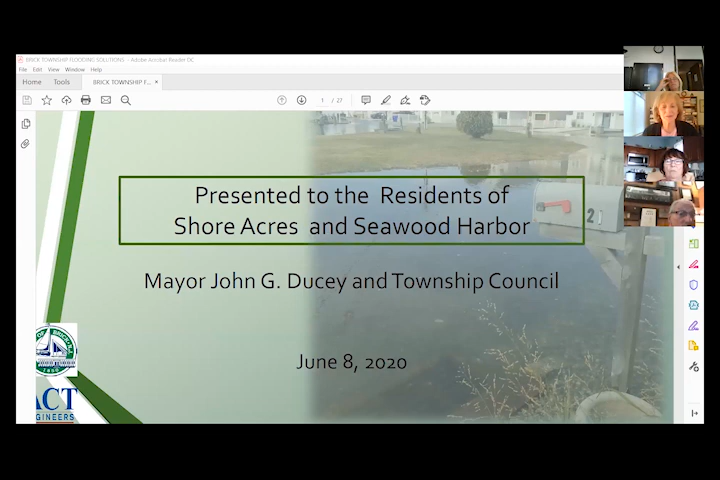 BRICK TOWNSHIP FLOODING SOLUTIONS - Adobe Acrobat Reader DC
File Edit View Window Help
Home Tools BRICK TOWNSHIP F... ×
1 / 27
Presented to the Residents of
Shore Acres and Seawood Harbor
Mayor John G. Ducey and Township Council
June 8, 2020
2
ACT
GINEERS